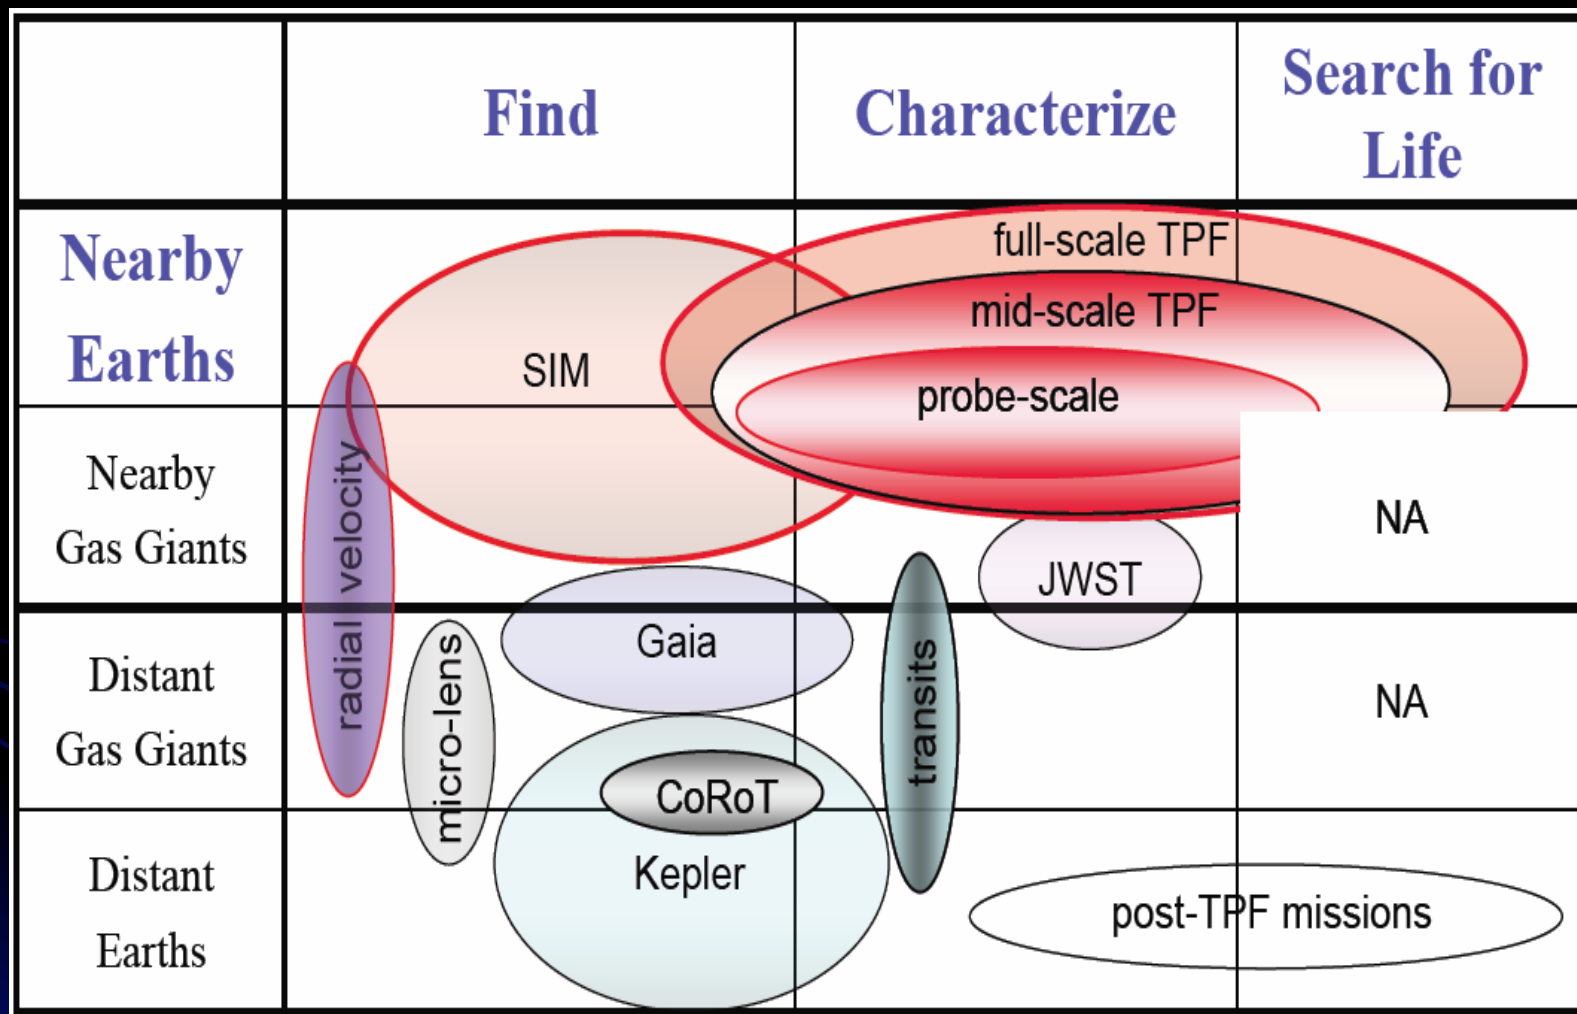 Find
Characterize
Search for
Life
Nearby
Earths
full-scale TPF
mid-scale TPF
SIM
probe-scale
Nearby
Gas Giants
radial velocity
JWST
NA
Distant
Gas Giants
micro-lens
Gaia
transits
NA
CoRoT
Distant
Earths
Kepler
post-TPF missions